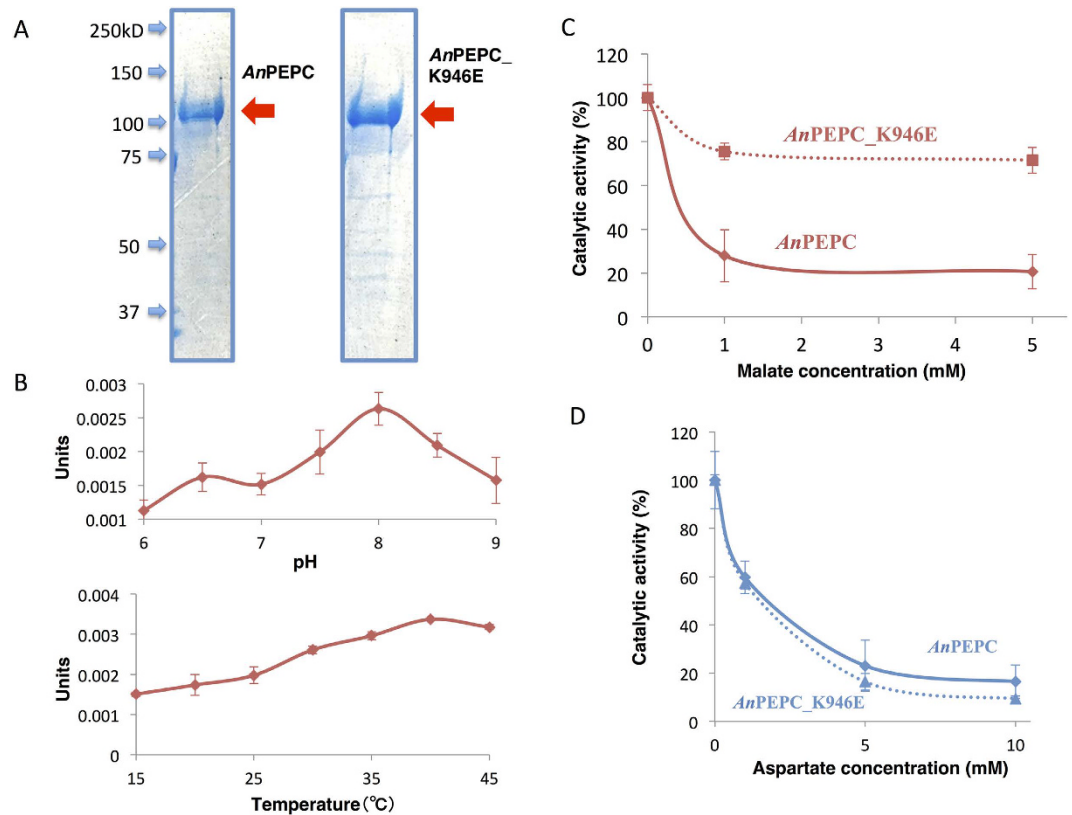 A
250kD
150
100
75
50
37
AnPEPC
AnPEPC_
K946E
B
0.003
0.0025
0.002
0.0015
0.001
Units
6
7
8
9
pH
0.004
0.003
0.002
0.001
0
Units
15
25
35
45
Temperature(℃)
C
120
100
80
60
40
20
0
Catalytic activity (%)
AnPEPC_K946E
AnPEPC
0
1
2
3
4
5
Malate concentration (mM)
D
120
100
80
60
40
20
0
Catalytic activity (%)
AnPEPC
AnPEPC_K946E
0
5
10
Aspartate concentration (mM)